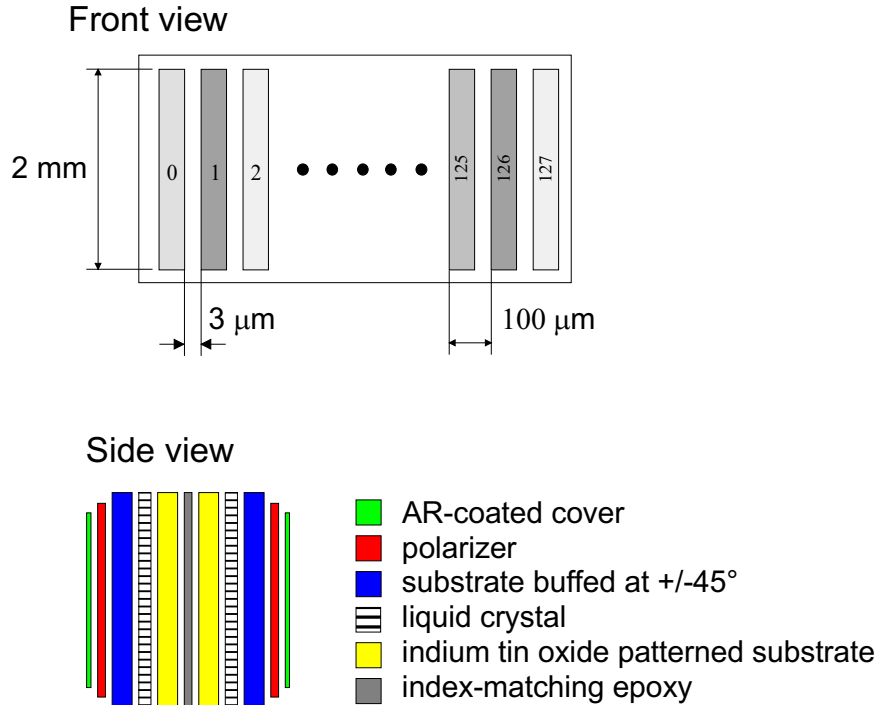 Front view
2 mm
0
1
2
125
126
127
3 μm
100 μm
Side view
AR-coated cover
polarizer
substrate buffed at +/-45°
liquid crystal
indium tin oxide patterned substrate
index-matching epoxy